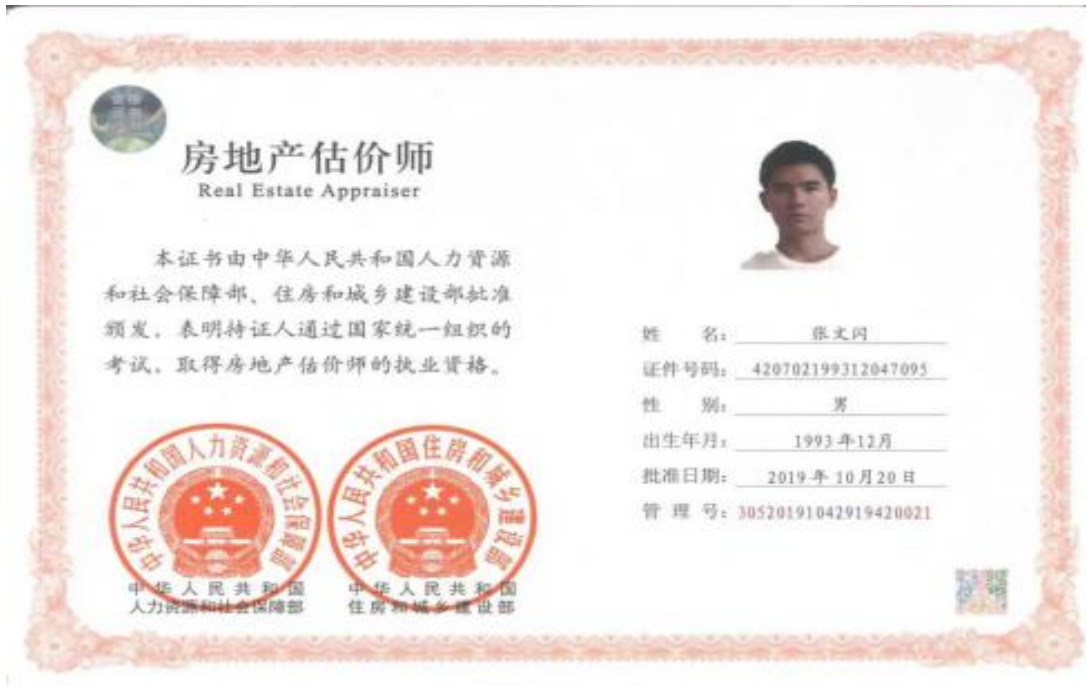 房地产估价师
Real Estate Appraiser
本证书由中华人民共和国人力资源
和社会保障部、住房和城乡建设部批准
颁发，表明持证人通过国家统一组织的
考试，取得房地产估价师的执业资格。
中华人民共和国人力资源和社会保障部
中华人民共和国住房和城乡建设部
中华人民共和国
人力资源和社会保障部
中华人民共和国
住房和城乡建设部
姓 名：张文闪
证件号码：420702199312047095
性 别：男
出生年月：1993年12月
批准日期：2019年10月20日
管 理 号：30520191042919420021